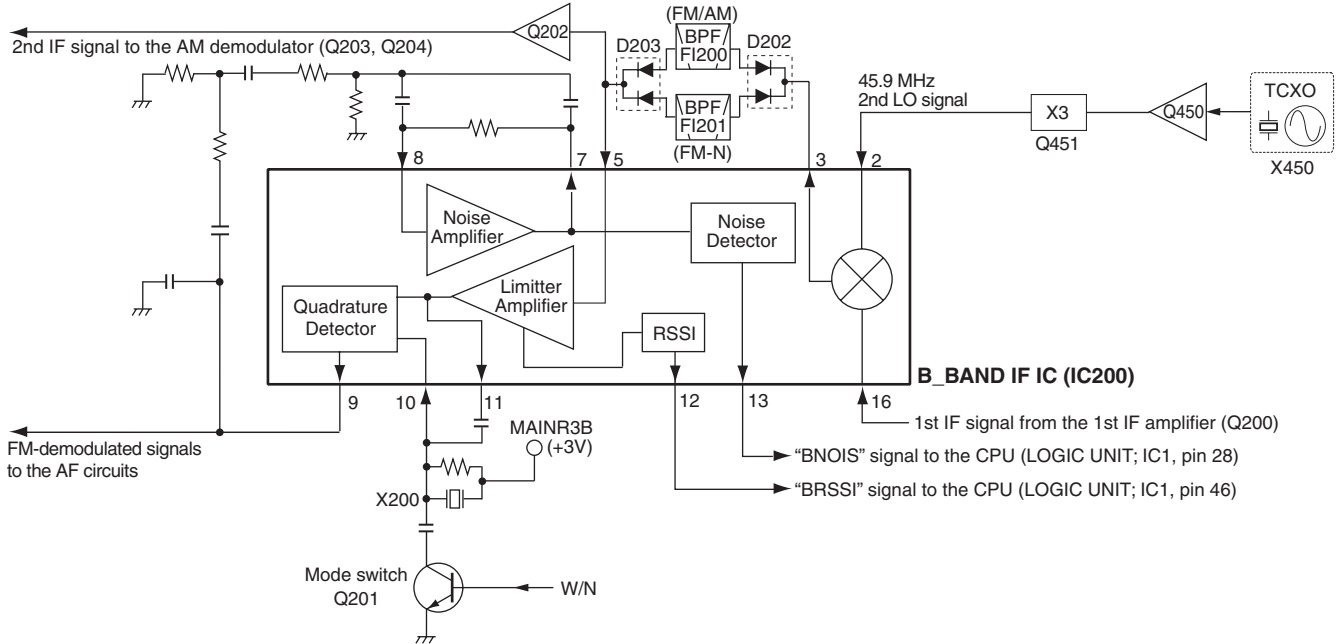 2nd IF signal to the AM demodulator (Q203, Q204)
Q202
(FM/AM)
BPF
FI200
D203
D202
BPF
FI201
(FM-N)
45.9 MHz
2nd LO signal
X3
Q451
Q450
TCXO
X450
8
7
5
3
2
Noise
Amplifier
Noise
Detector
Limitter
Amplifier
Quadrature
Detector
RSSI
B_BAND IF IC (IC200)
9
10
11
12
13
16
1st IF signal from the 1st IF amplifier (Q200)
"BNOIS" signal to the CPU (LOGIC UNIT; IC1, pin 28)
"BRSSI" signal to the CPU (LOGIC UNIT; IC1, pin 46)
FM-demodulated signals
to the AF circuits
MAINR3B
(+3V)
X200
Mode switch
Q201
W/N